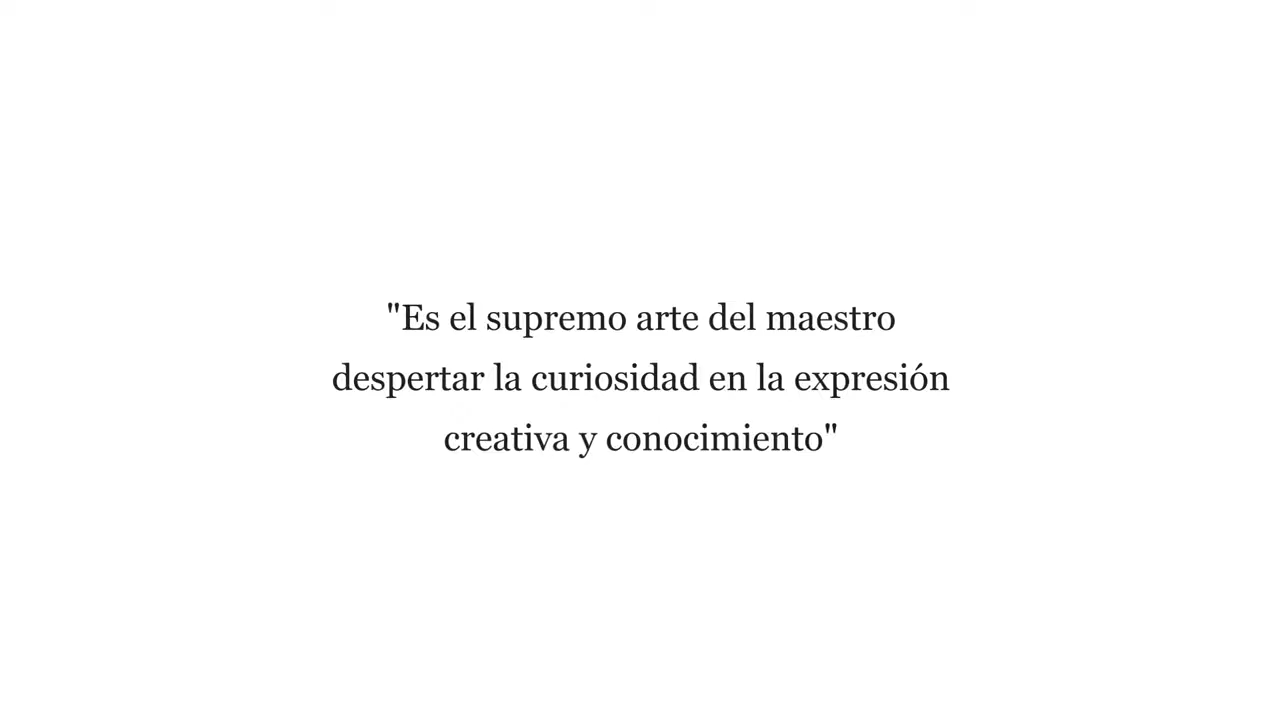 "Es el supremo arte del maestro
despertar la curiosidad en la expresión
creativa y conocimiento"